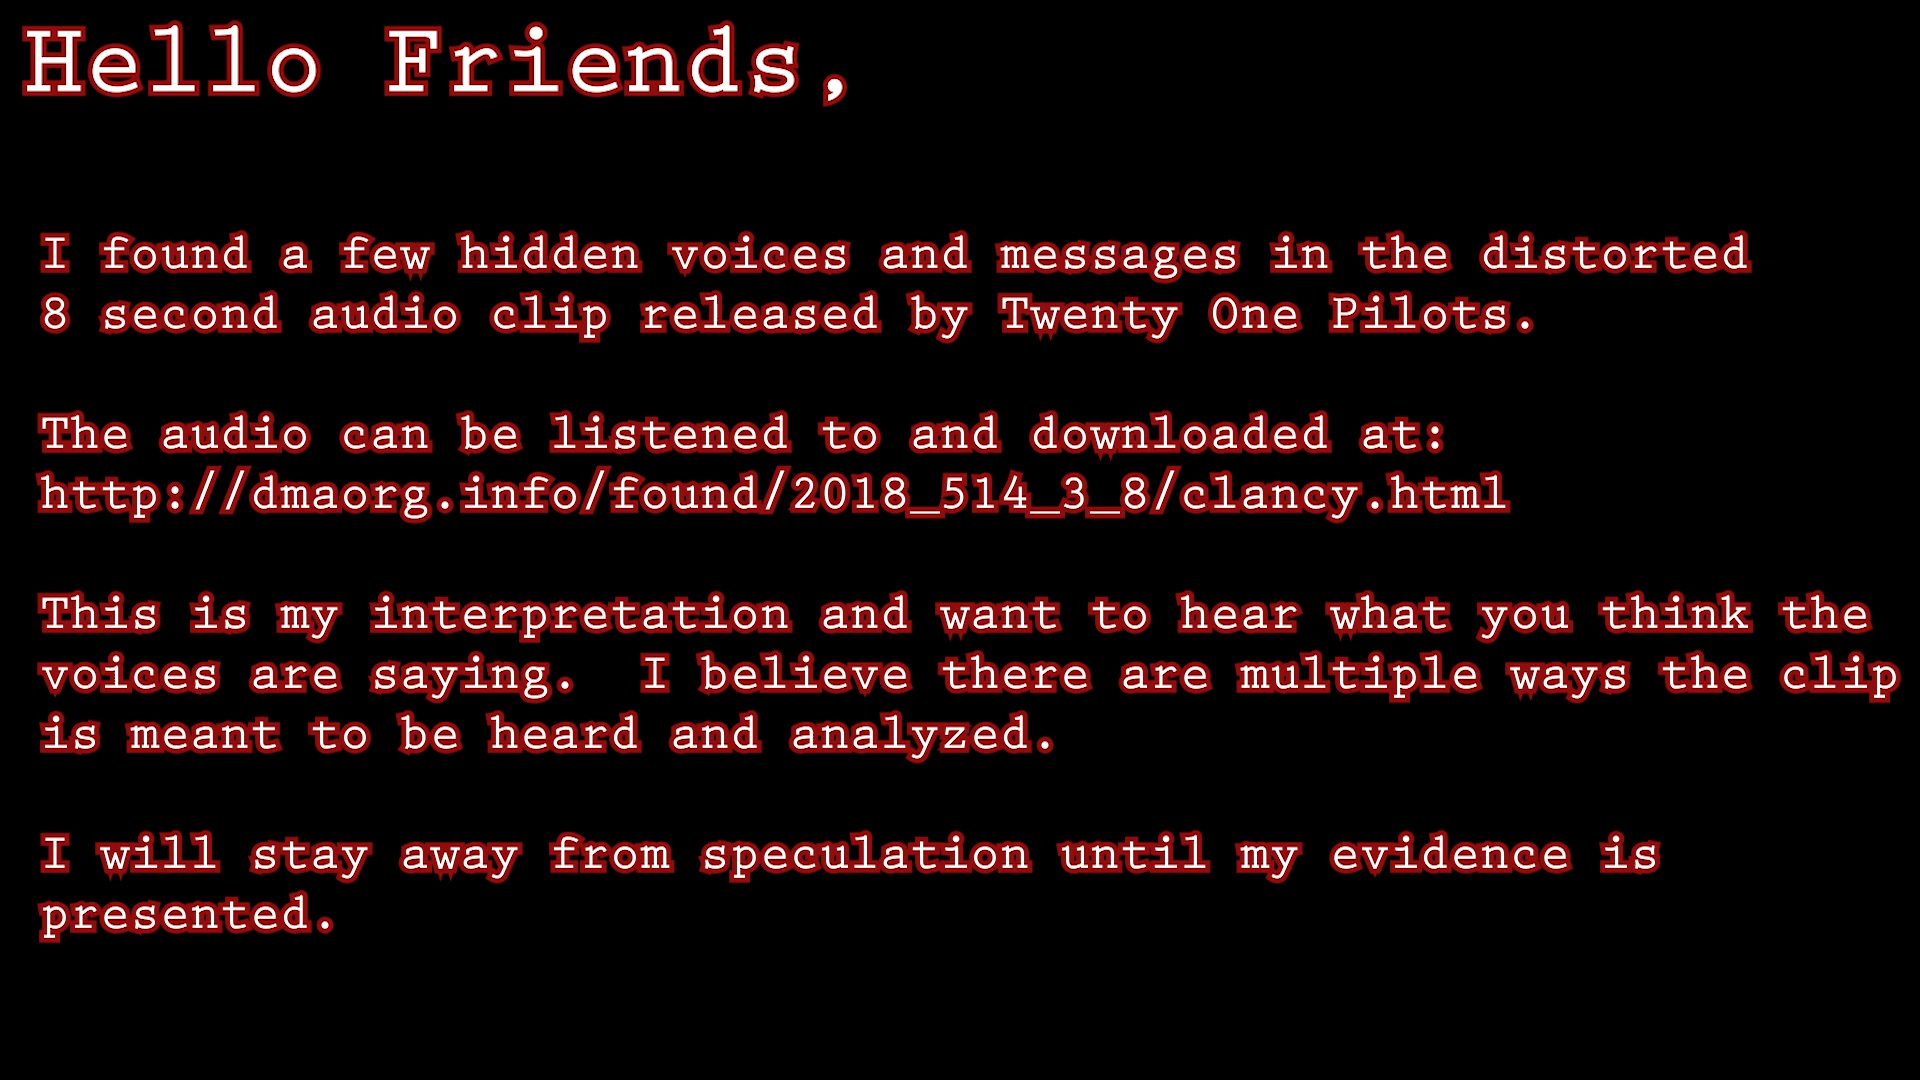 Hello Friends,
I found a few hidden voices and messages in the distorted
8 second audio clip released by Twenty One Pilots.
The audio can be listened to and downloaded at:
http://dmaorg.info/found/2018_514_3_8/clancy.html
This is my interpretation and want to hear what you think the
voices are saying.  I believe there are multiple ways the clip
is meant to be heard and analyzed.
I will stay away from speculation until my evidence is
presented.